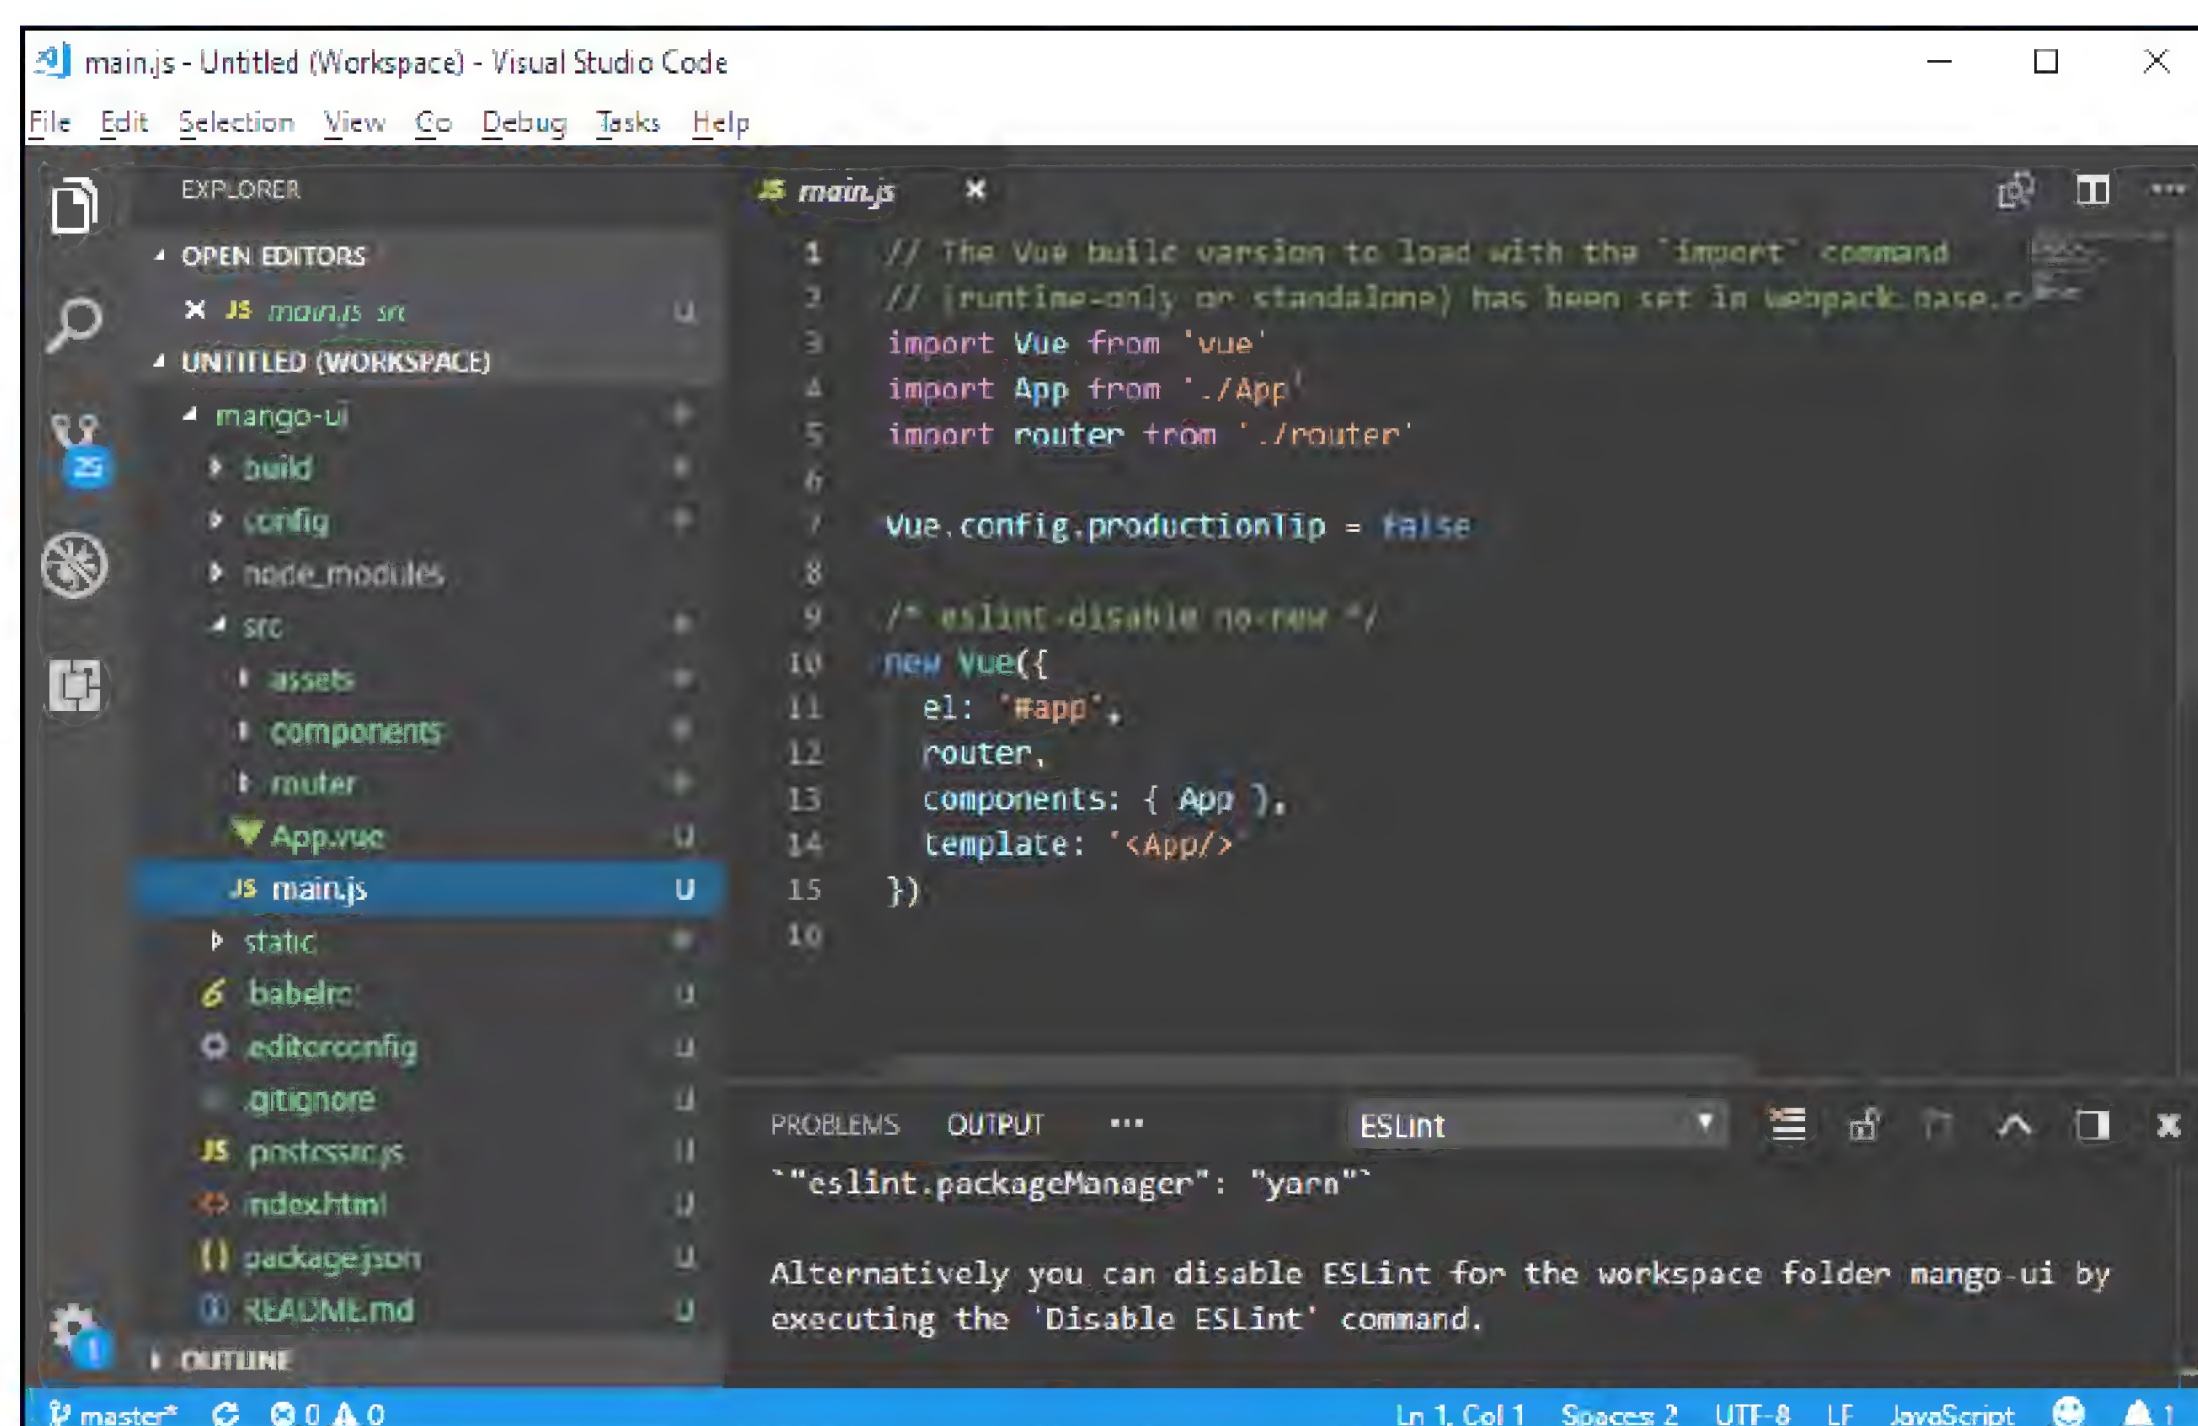 main.js - Untitled (Workspace) - Visual Studio Code
File Edit Selection View Go Debug Tasks Help
EXPLORER
OPEN EDITORS
JS main.js src U
UNTITLED (WORKSPACE)
mango-ui
build
config
node_modules
src
assets
components
router
App.vue U
JS main.js U
static
.babelrc U
.editorconfig U
.gitignore U
JS .postcssrc.js U
index.html U
{} package.json U
README.md U
OUTLINE
25
1
JS main.js
1 // The Vue build version to load with the `import` command
2 // (runtime-only or standalone) has been set in webpack.base.c
3 import Vue from 'vue'
4 import App from './App'
5 import router from './router'
6
7 Vue.config.productionTip = false
8
9 /* eslint-disable no-new */
10 new Vue({
11 el: '#app',
12 router,
13 components: { App },
14 template: '<App/>'
15 })
16
PROBLEMS OUTPUT ··· ESLint
`"eslint.packageManager": "yarn"`
Alternatively you can disable ESLint for the workspace folder mango-ui by
executing the 'Disable ESLint' command.
master* 0 0 Ln 1, Col 1 Spaces: 2 UTF-8 LF JavaScript 1